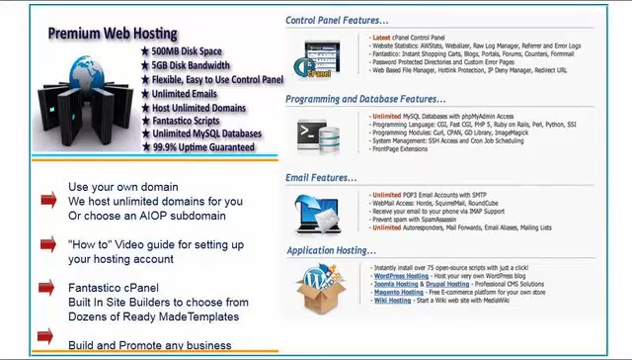 Premium Web Hosting
★ 500MB Disk Space
★ 5GB Disk Bandwidth
★ Flexible, Easy to Use Control Panel
★ Unlimited Emails
★ Host Unlimited Domains
★ Fantastico Scripts
★ Unlimited MySQL Databases
★ 99.9% Uptime Guaranteed
Use your own domain
We host unlimited domains for you
Or choose an AIOP subdomain
"How to" Video guide for setting up
your hosting account
Fantastico cPanel
Built In Site Builders to choose from
Dozens of Ready MadeTemplates
Build and Promote any business
Control Panel Features...
cPanel
- Latest cPanel Control Panel
- Website Statistics: AWStats, Webalizer, Raw Log Manager, Referrer and Error Logs
- Fantastico: Instant Shopping Carts, Blogs, Portals, Forums, Counters, Formmail
- Password Protected Directories and Custom Error Pages
- Web Based File Manager, Hotlink Protection, IP Deny Manager, Redirect URL
Programming and Database Features...
- Unlimited MySQL Databases with phpMyAdmin Access
- Programming Language: CGI, Fast CGI, PHP 5, Ruby on Rails, Perl, Python, SSI
- Programming Modules: Curl, CPAN, GD Library, ImageMagick
- System Management: SSH Access and Cron Job Scheduling
- FrontPage Extensions
Email Features...
- Unlimited POP3 Email Accounts with SMTP
- WebMail Access: Horde, SquirrelMail, RoundCube
- Receive your email to your phone via IMAP Support
- Prevent spam with SpamAssassin
- Unlimited Autoresponders, Mail Forwards, Email Aliases, Mailing Lists
Application Hosting...
- Instantly install over 75 open-source scripts with just a click!
- WordPress Hosting - Host your very own WordPress blog
- Joomla Hosting & Drupal Hosting - Professional CMS Solutions
- Magento Hosting - Free E-commerce platform for your own store
- Wiki Hosting - Start a Wiki web site with MediaWiki